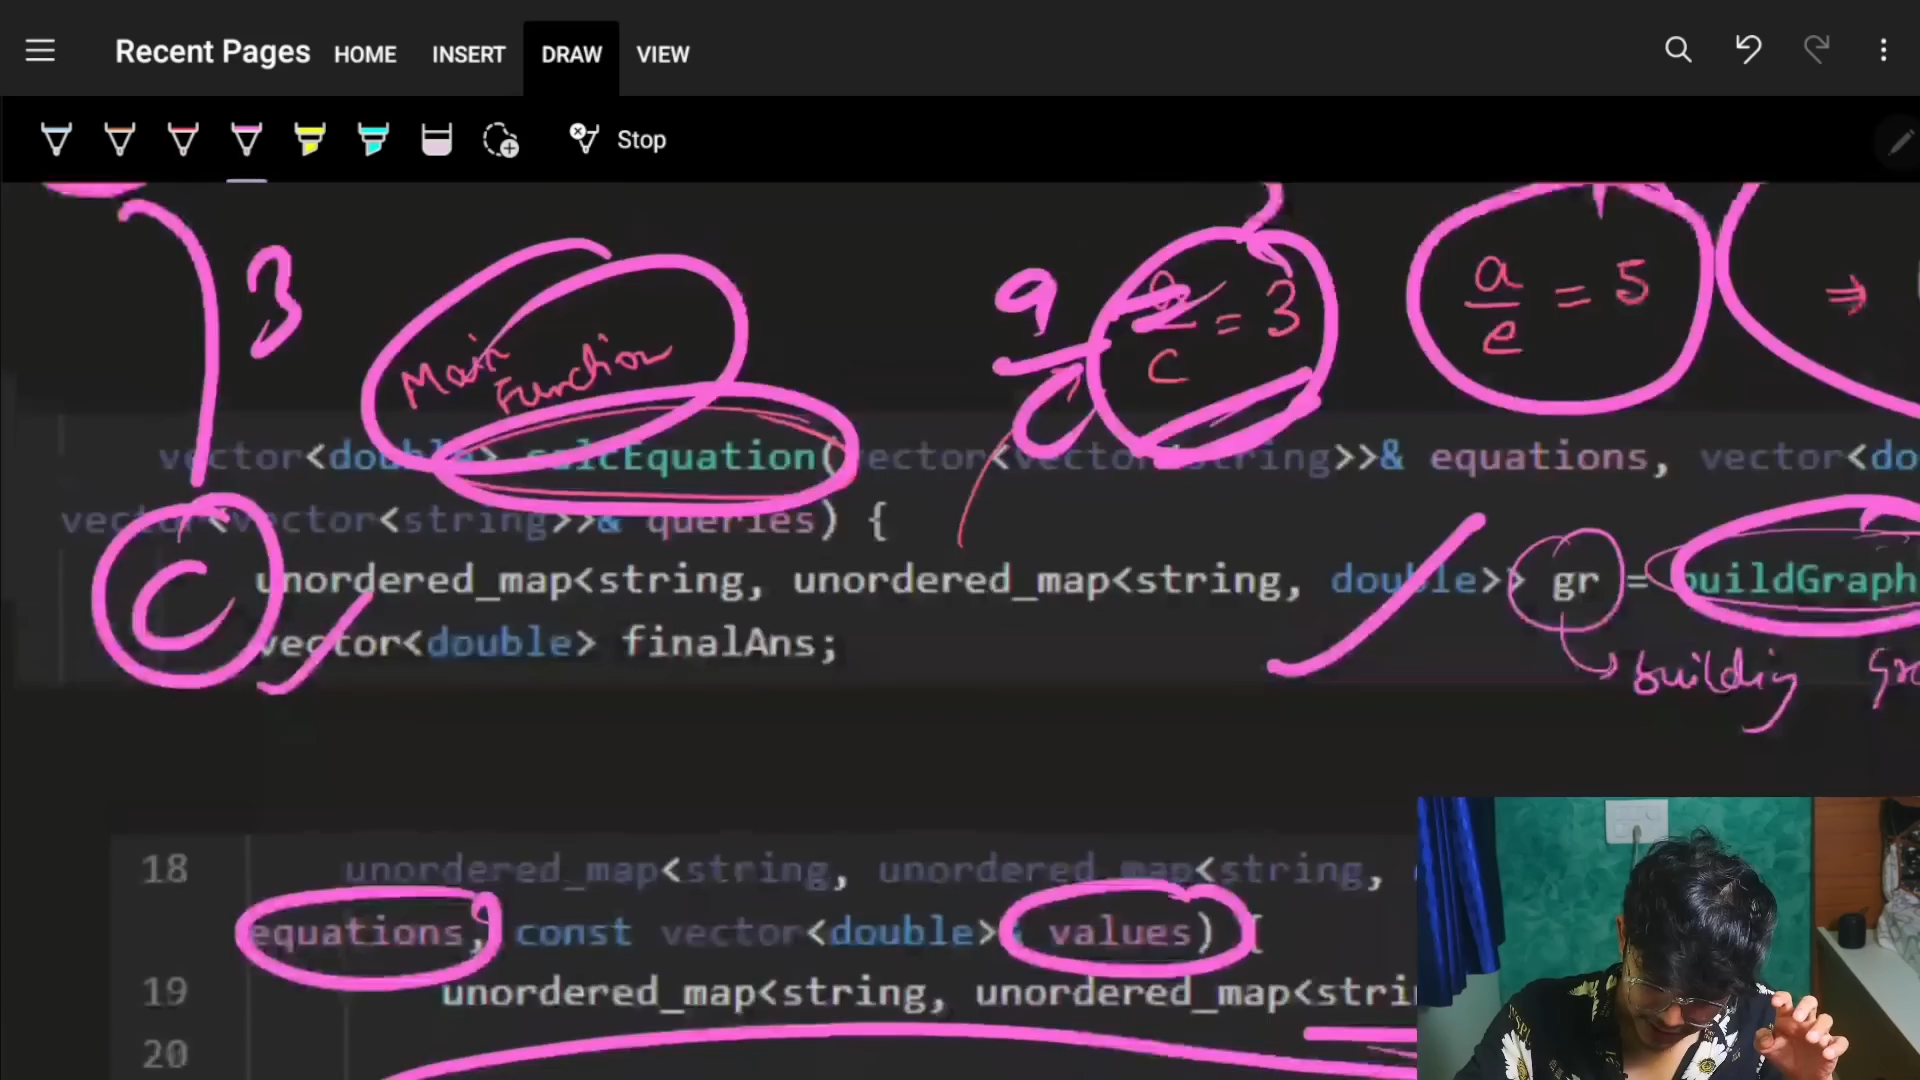 Recent Pages HOME INSERT DRAW VIEW
Stop
3
Main
Function
a
c
a = 3
c
a = 5
e
⇒
vector<double> calcEquation(vector<vector<string>>& equations, vector<do
vector<vector<string>>& queries) {
C
unordered_map<string, unordered_map<string, double>> gr = buildGraph
vector<double> finalAns;
building
18 unordered_map<string, unordered_map<string,
equations, const vector<double> values) {
19 unordered_map<string, unordered_map<stri
20